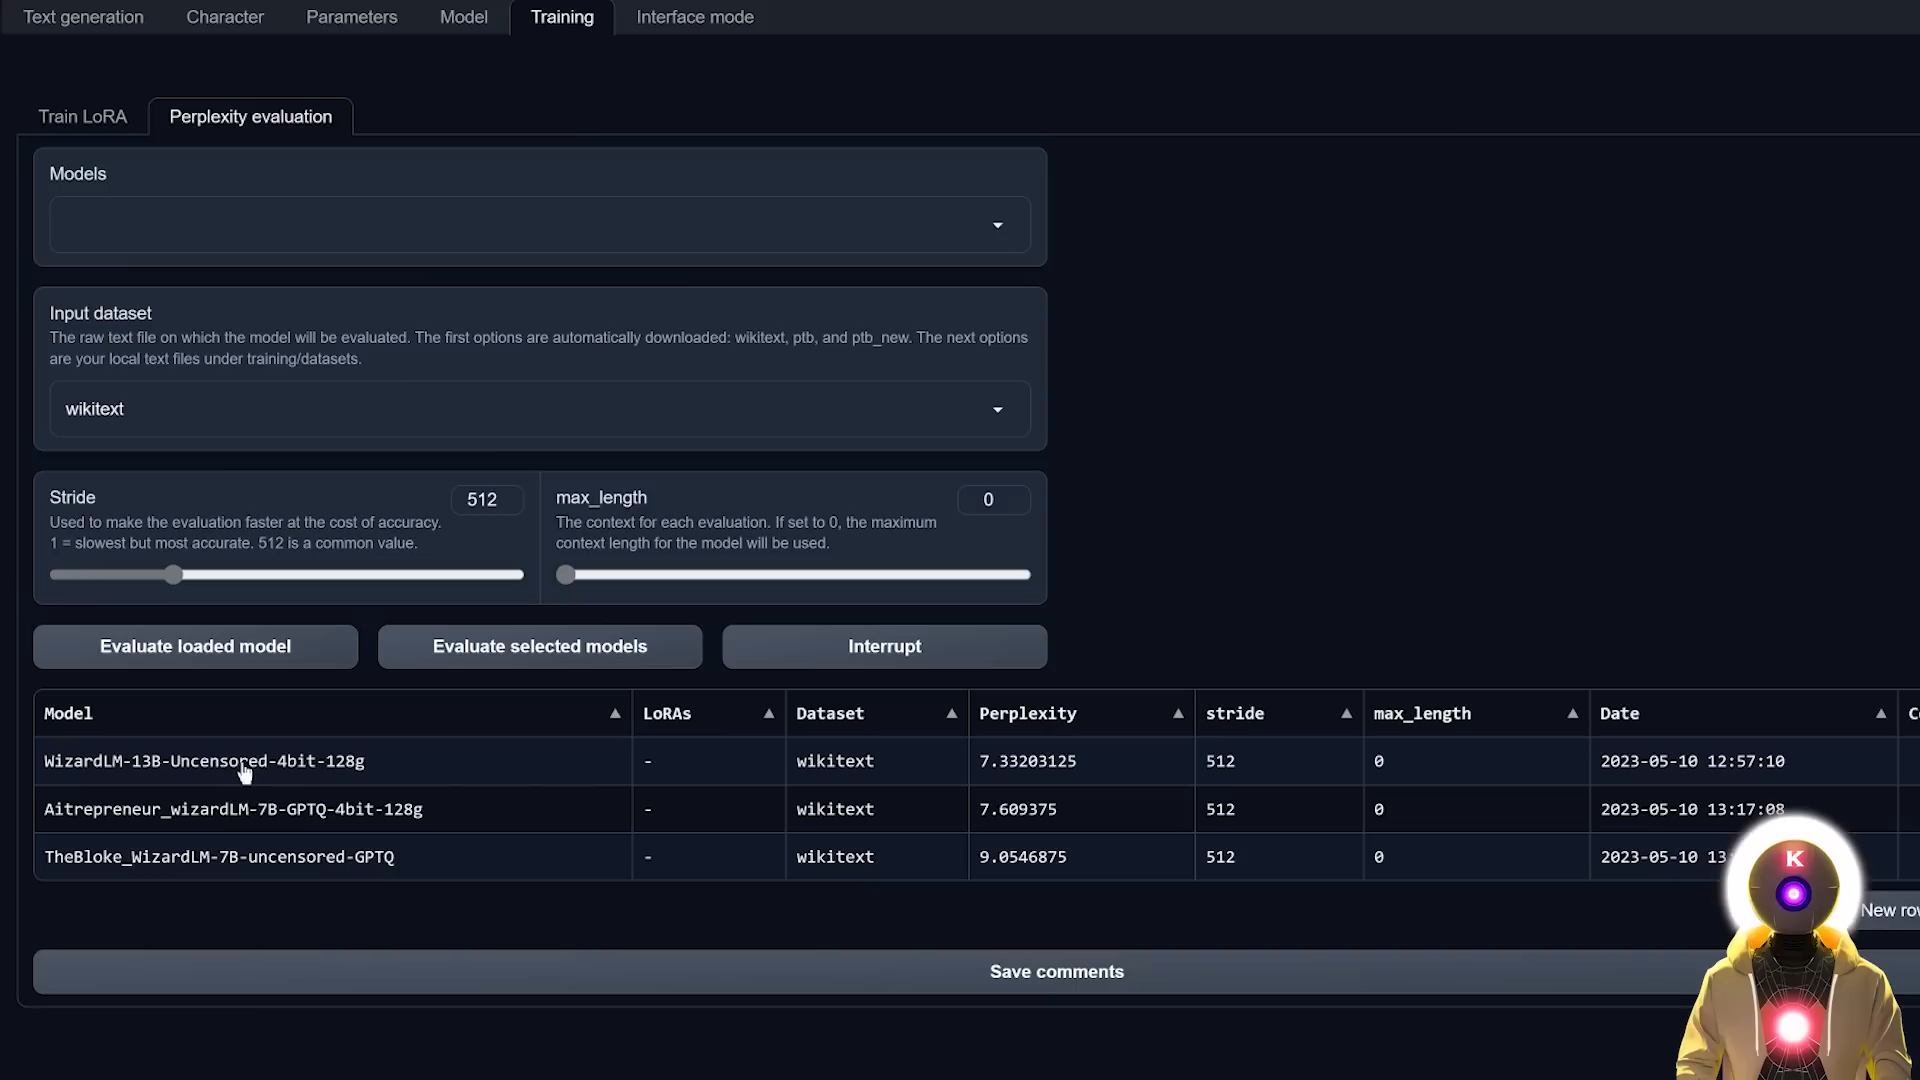 Text generation Character Parameters Model Training Interface mode
Train LoRA Perplexity evaluation
Models
Input dataset
The raw text file on which the model will be evaluated. The first options are automatically downloaded: wikitext, ptb, and ptb_new. The next options
are your local text files under training/datasets.
wikitext
Stride 512
Used to make the evaluation faster at the cost of accuracy.
1 = slowest but most accurate. 512 is a common value.
max_length 0
The context for each evaluation. If set to 0, the maximum
context length for the model will be used.
Evaluate loaded model Evaluate selected models Interrupt
Model LoRAs Dataset Perplexity stride max_length Date
WizardLM-13B-Uncensored-4bit-128g - wikitext 7.33203125 512 0 2023-05-10 12:57:10
Aitrepreneur_wizardLM-7B-GPTQ-4bit-128g - wikitext 7.609375 512 0 2023-05-10 13:17:08
TheBloke_WizardLM-7B-uncensored-GPTQ - wikitext 9.0546875 512 0 2023-05-10 13
K
New
Save comments